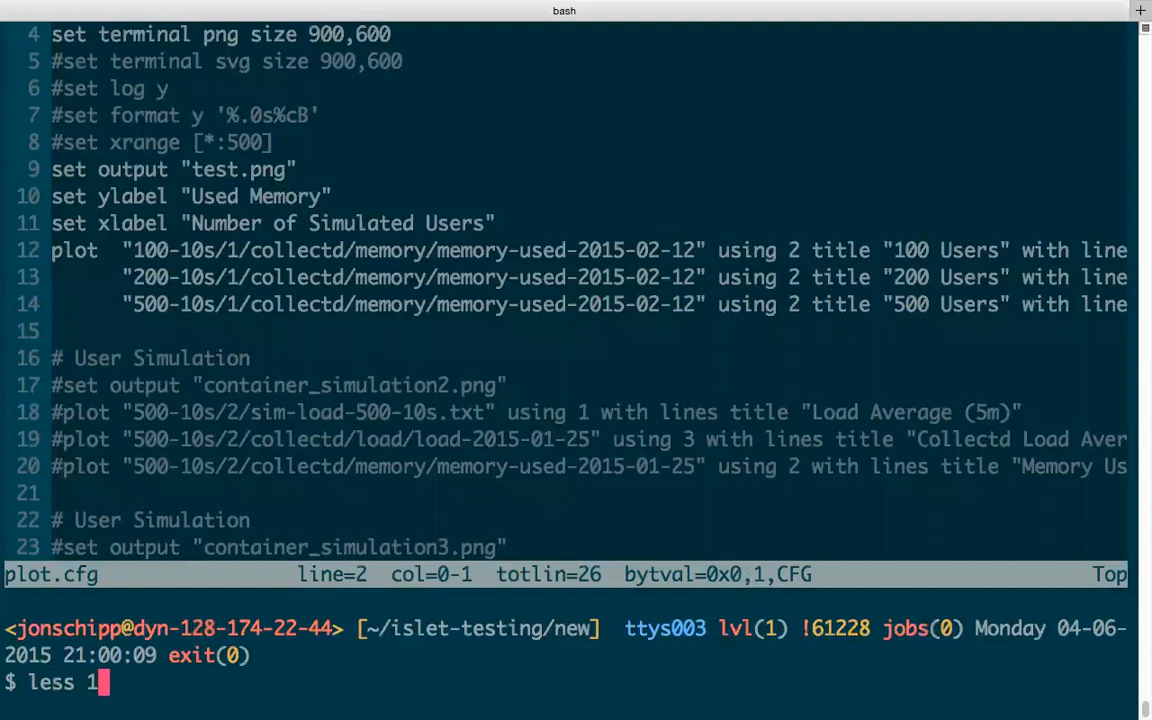 bash
4 set terminal png size 900,600
5 #set terminal svg size 900,600
6 #set log y
7 #set format y '%.0s%cB'
8 #set xrange [*:500]
9 set output "test.png"
10 set ylabel "Used Memory"
11 set xlabel "Number of Simulated Users"
12 plot  "100-10s/1/collectd/memory/memory-used-2015-02-12" using 2 title "100 Users" with line
13       "200-10s/1/collectd/memory/memory-used-2015-02-12" using 2 title "200 Users" with line
14       "500-10s/1/collectd/memory/memory-used-2015-02-12" using 2 title "500 Users" with line
15
16 # User Simulation
17 #set output "container_simulation2.png"
18 #plot "500-10s/2/sim-load-500-10s.txt" using 1 with lines title "Load Average (5m)"
19 #plot "500-10s/2/collectd/load/load-2015-01-25" using 3 with lines title "Collectd Load Aver
20 #plot "500-10s/2/collectd/memory/memory-used-2015-01-25" using 2 with lines title "Memory Us
21
22 # User Simulation
23 #set output "container_simulation3.png"
plot.cfg line=2 col=0-1 totlin=26 bytval=0x0,1,CFG Top
<jonschipp@dyn-128-174-22-44> [~/islet-testing/new]  ttys003 lvl(1) !61228 jobs(0) Monday 04-06-
2015 21:00:09 exit(0)
$ less 1